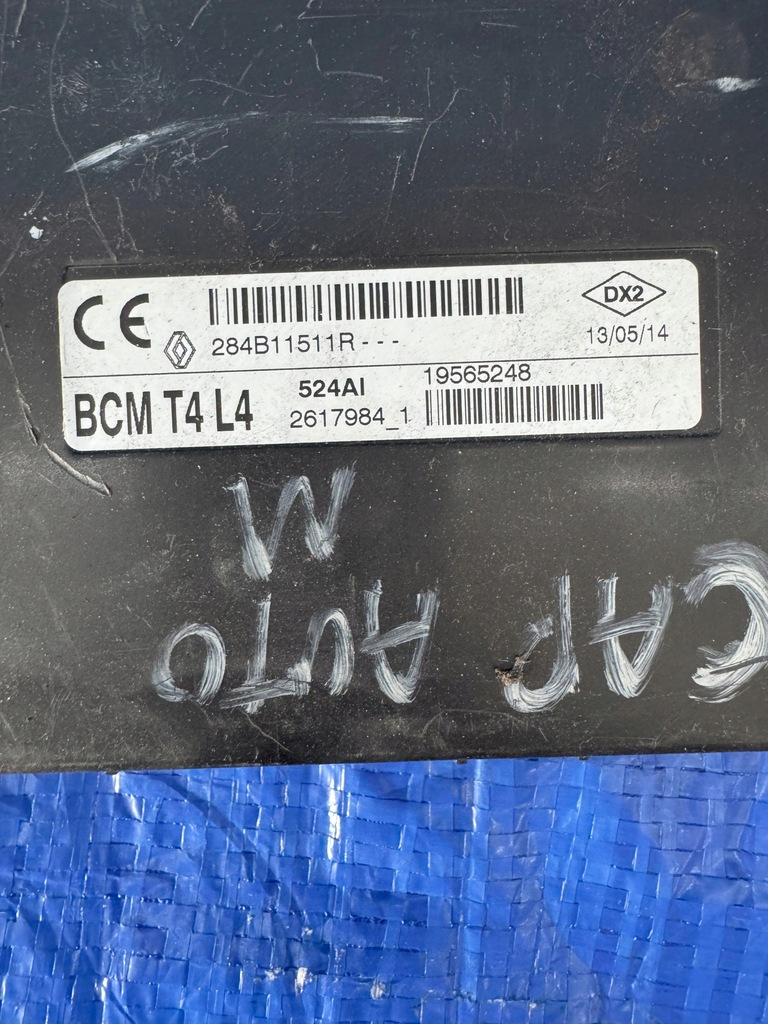 CE
284B11511R---
DX2
13/05/14
BCM T4 L4
524AI
2617984_1
19565248
CAP AUTO
M